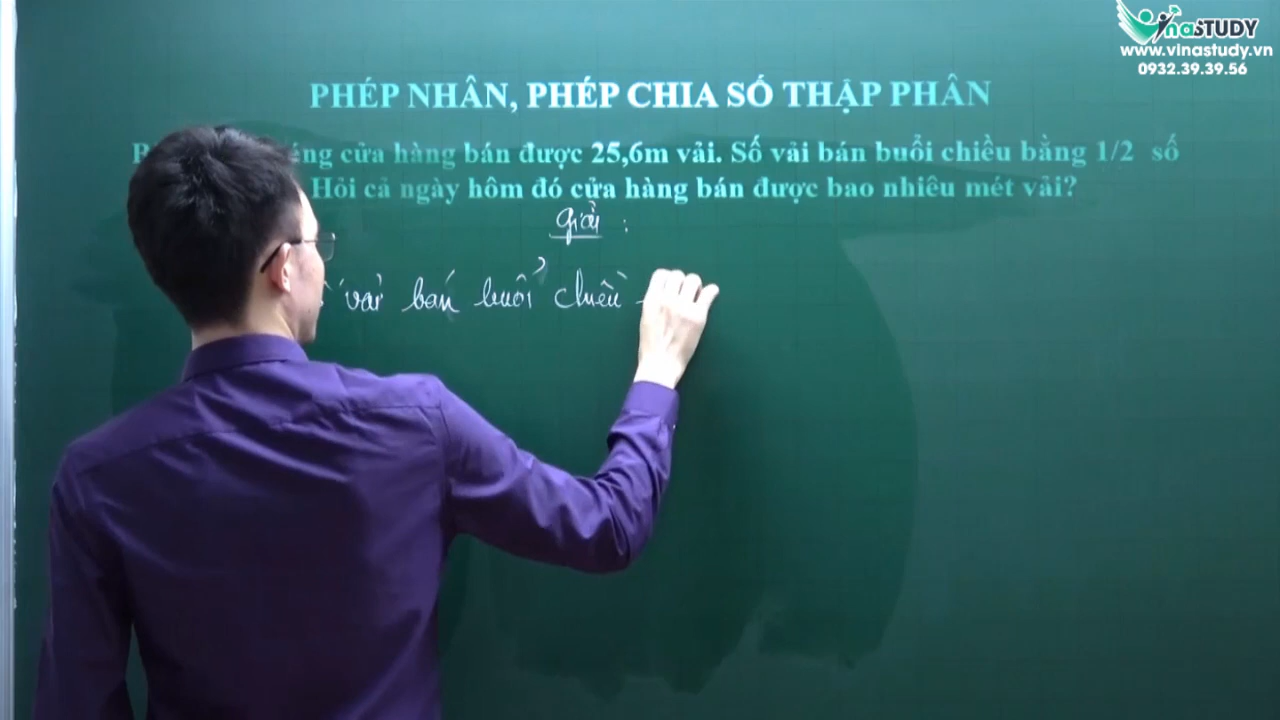 VinaSTUDY
www.vinastudy.vn
0932.39.39.56
PHÉP NHÂN, PHÉP CHIA SỐ THẬP PHÂN
cửa hàng bán được 25,6m vải. Số vải bán buổi chiều bằng 1/2 số
Hỏi cả ngày hôm đó cửa hàng bán được bao nhiêu mét vải?
Giải :
vải bán buổi chiều